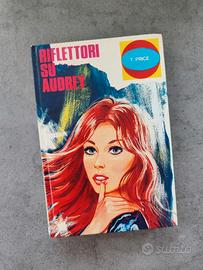 RIFLETTORI
SU
AUDREY
T. PRICE
subito